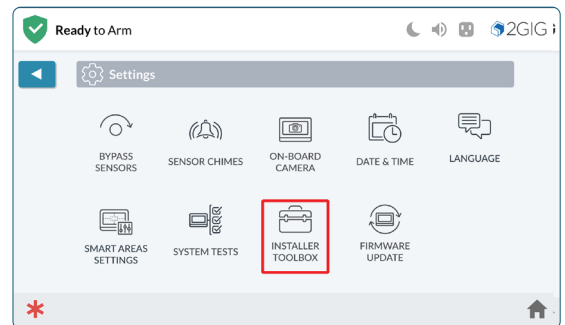 Ready to Arm
2GIG
Settings
BYPASS
SENSORS
SENSOR CHIMES
ON-BOARD
CAMERA
DATE & TIME
LANGUAGE
SMART AREAS
SETTINGS
SYSTEM TESTS
INSTALLER
TOOLBOX
FIRMWARE
UPDATE